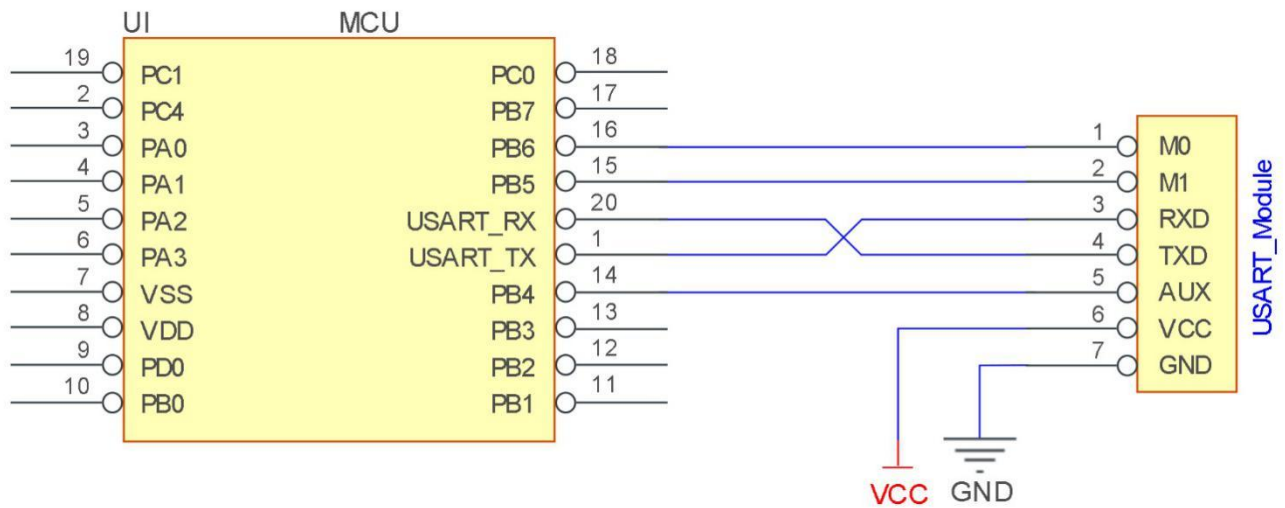 UI MCU
19 PC1 PC0 18
2 PC4 PB7 17
3 PA0 PB6 16 1 M0
4 PA1 PB5 15 2 M1
5 PA2 USART_RX 20 3 RXD
6 PA3 USART_TX 1 4 TXD
7 VSS PB4 14 5 AUX
8 VDD PB3 13 6 VCC
9 PD0 PB2 12 7 GND
10 PB0 PB1 11
USART_Module
VCC GND